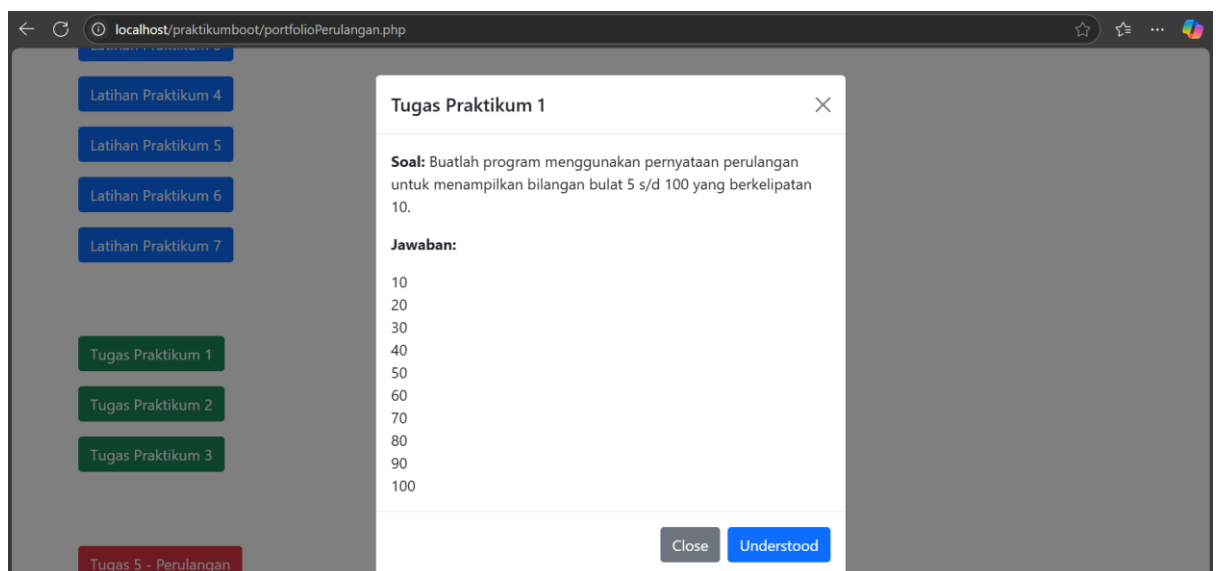 localhost/praktikumboot/portfolioPerulangan.php
Latihan Praktikum 4
Latihan Praktikum 5
Latihan Praktikum 6
Latihan Praktikum 7
Tugas Praktikum 1
Tugas Praktikum 2
Tugas Praktikum 3
Tugas 5 - Perulangan
Tugas Praktikum 1
Soal: Buatlah program menggunakan pernyataan perulangan
untuk menampilkan bilangan bulat 5 s/d 100 yang berkelipatan
10.
Jawaban:
10
20
30
40
50
60
70
80
90
100
Close
Understood